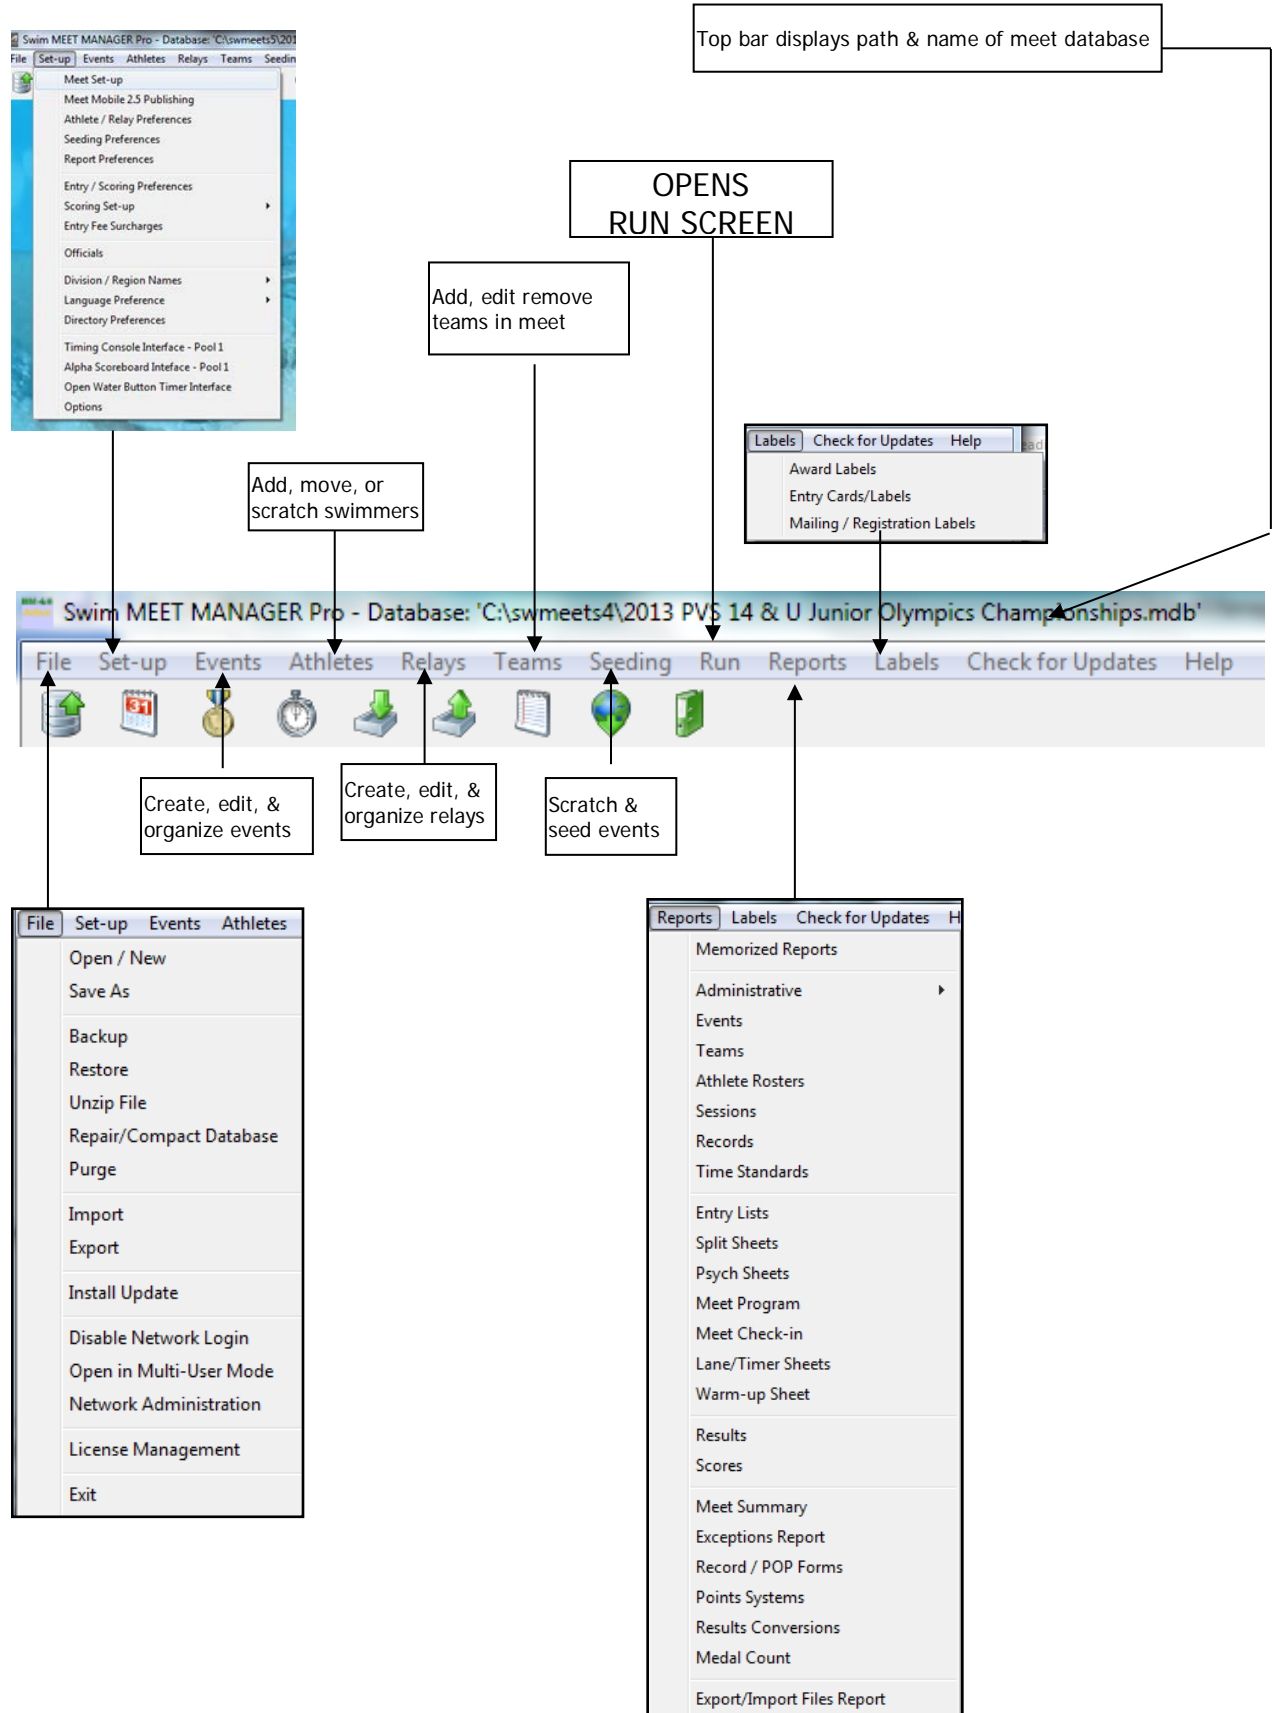 Top bar displays path & name of meet database
Swim MEET MANAGER Pro - Database: 'C:\swmeets5\201
File Set-up Events Athletes Relays Teams Seedin
Meet Set-up
Meet Mobile 2.5 Publishing
Athlete / Relay Preferences
Seeding Preferences
Report Preferences
Entry / Scoring Preferences
Scoring Set-up
Entry Fee Surcharges
Officials
Division / Region Names
Language Preference
Directory Preferences
Timing Console Interface - Pool 1
Alpha Scoreboard Inteface - Pool 1
Open Water Button Timer Interface
Options
OPENS
RUN SCREEN
Add, edit remove
teams in meet
Labels Check for Updates Help
Award Labels
Entry Cards/Labels
Mailing / Registration Labels
Add, move, or
scratch swimmers
Swim MEET MANAGER Pro - Database: 'C:\swmeets4\2013 PVS 14 & U Junior Olympics Championships.mdb'
File Set-up Events Athletes Relays Teams Seeding Run Reports Labels Check for Updates Help
31
Create, edit, &
organize events
Create, edit, &
organize relays
Scratch &
seed events
File Set-up Events Athletes
Open / New
Save As
Backup
Restore
Unzip File
Repair/Compact Database
Purge
Import
Export
Install Update
Disable Network Login
Open in Multi-User Mode
Network Administration
License Management
Exit
Reports Labels Check for Updates H
Memorized Reports
Administrative
Events
Teams
Athlete Rosters
Sessions
Records
Time Standards
Entry Lists
Split Sheets
Psych Sheets
Meet Program
Meet Check-in
Lane/Timer Sheets
Warm-up Sheet
Results
Scores
Meet Summary
Exceptions Report
Record / POP Forms
Points Systems
Results Conversions
Medal Count
Export/Import Files Report